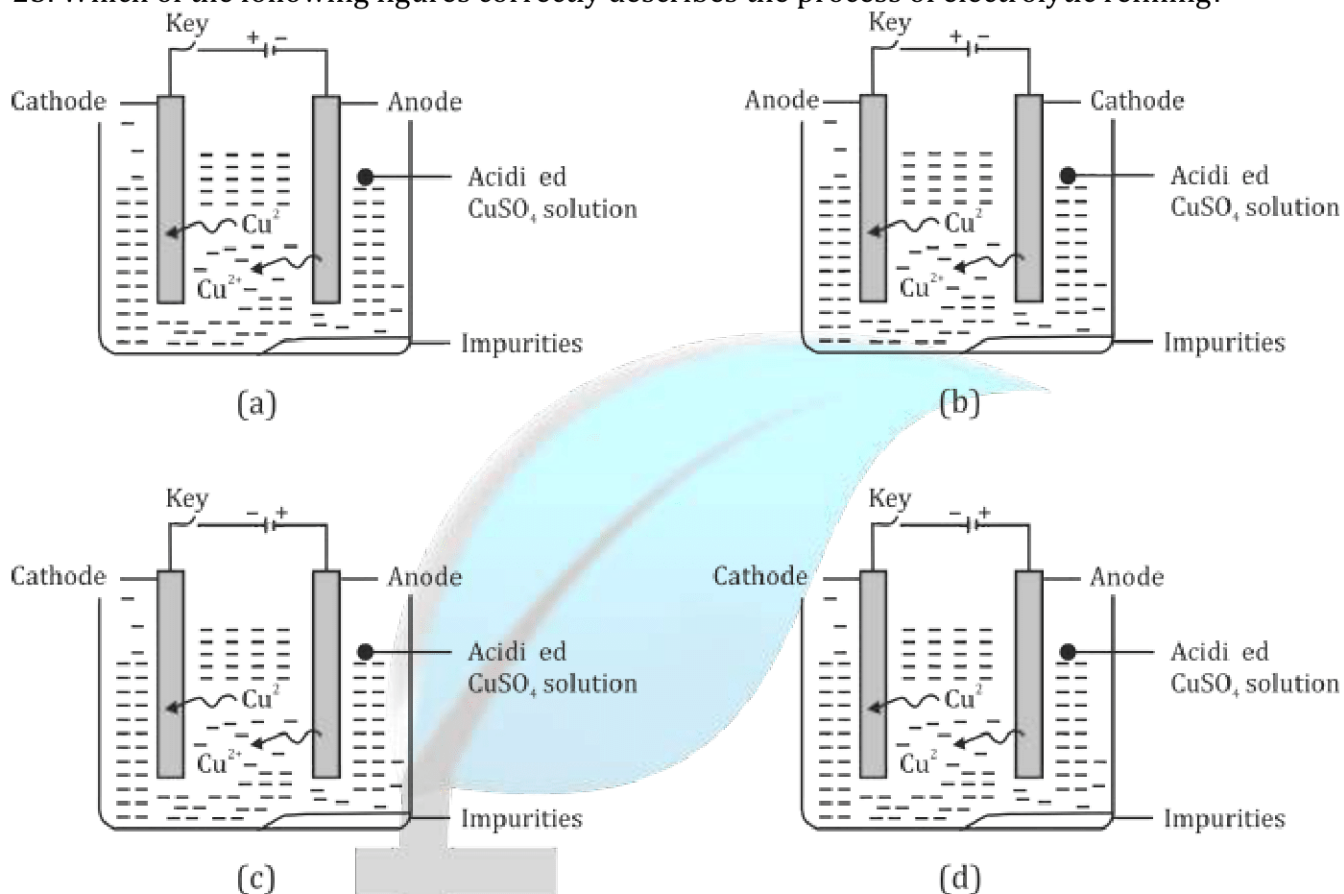 28. Which of the following figures correctly describes the process of electrolytic refining?
Key
+ −
Cathode
Anode
Acidi ed
CuSO₄ solution
Cu²
Cu²⁺
Impurities
(a)
Key
+ −
Anode
Cathode
Acidi ed
CuSO₄ solution
Cu²
Cu²⁺
Impurities
(b)
Key
− +
Cathode
Anode
Acidi ed
CuSO₄ solution
Cu²
Cu²⁺
Impurities
(c)
Key
− +
Cathode
Anode
Acidi ed
CuSO₄ solution
Cu²
Cu²
Impurities
(d)